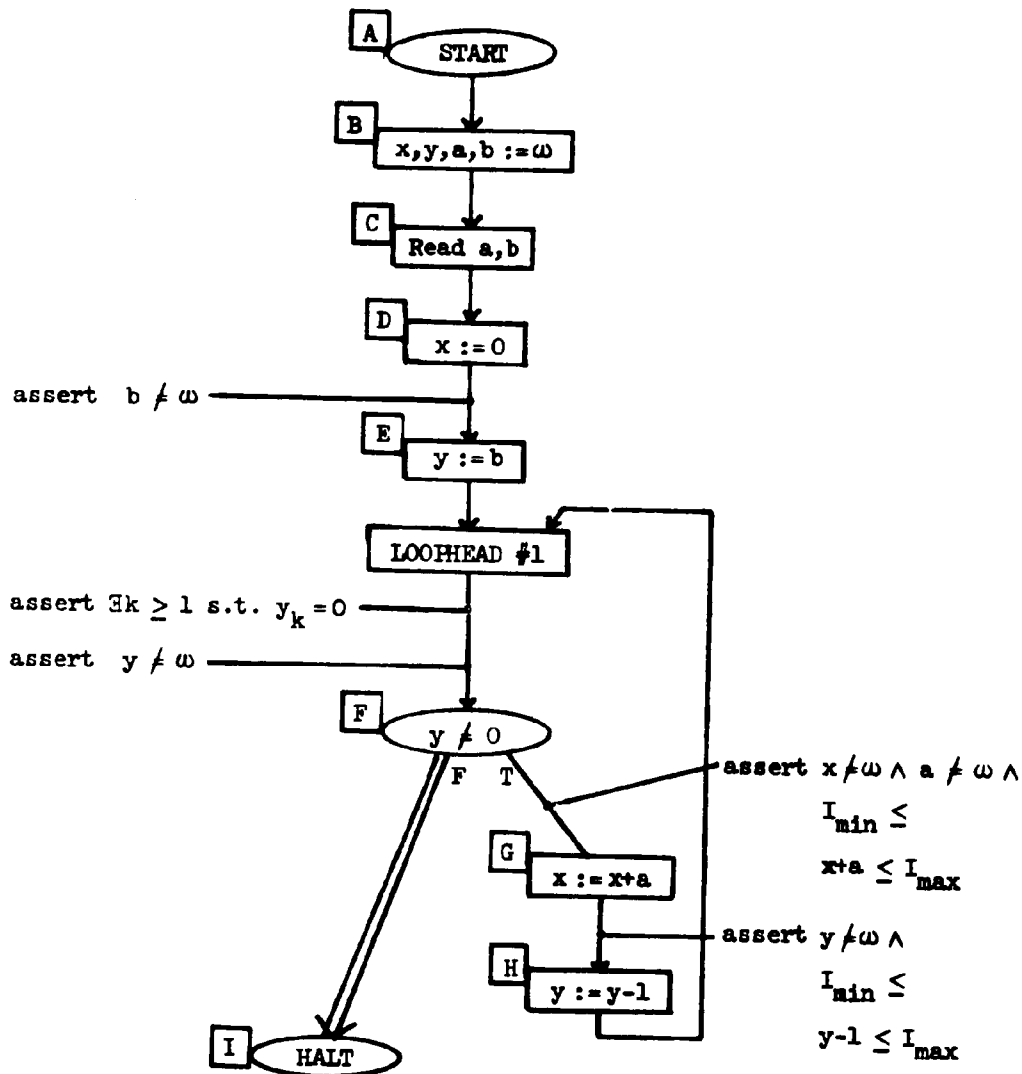 A
START
B
x,y,a,b :=ω
C
Read a,b
D
x :=0
assert b ≠ ω
E
y :=b
LOOPHEAD #1
assert ∃k ≥ 1 s.t. y_k = 0
assert y ≠ ω
F
y ≠ 0
F T
assert x ≠ω ∧ a ≠ ω ∧
I_min ≤
x+a ≤ I_max
G
x :=x+a
assert y ≠ω ∧
I_min ≤
y-1 ≤ I_max
H
y :=y-1
I
HALT